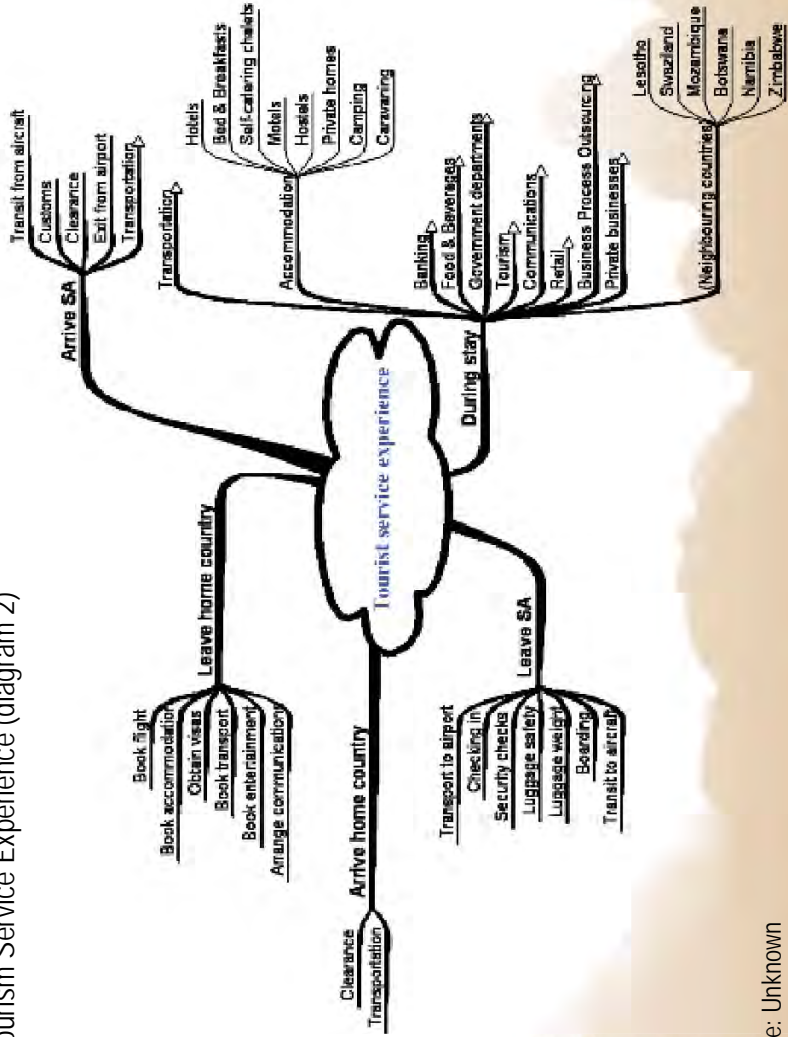 ourism Service Experience (diagram 2)
Tourist service experience
Leave home country
Book flight
Book accommodation
Obtain visas
Book transport
Book entertainment
Arrange communications
Arrive SA
Transit from aircraft
Customs
Clearance
Exit from airport
Transportation
During stay
Transportation
Accommodation
Hotels
Bed & Breakfasts
Self-catering chalets
Motels
Hostels
Private homes
Camping
Caravaning
Banking
Food & Beverages
Government departments
Tourism
Communications
Retail
Business Process Outsourcing
Private businesses
(Neighbouring countries)
Lesotho
Swaziland
Mozambique
Botswana
Namibia
Zimbabwe
Leave SA
Transport to airport
Checking in
Security checks
Luggage safety
Luggage weight
Boarding
Transit to aircraft
Arrive home country
Clearance
Transportation
e: Unknown